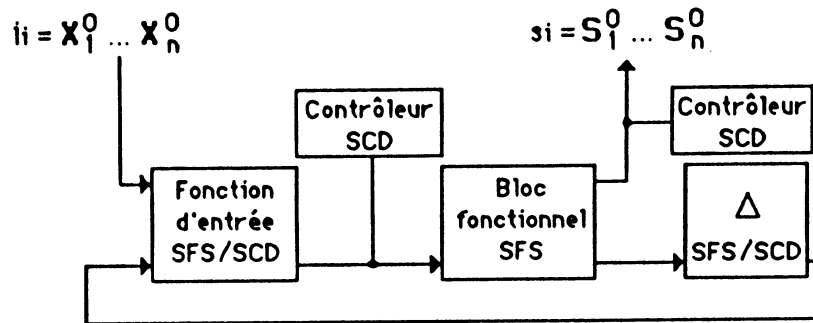 ii = X₁⁰ ... Xₙ⁰
si = S₁⁰ ... Sₙ⁰
Contrôleur
SCD
Contrôleur
SCD
Fonction
d'entrée
SFS/SCD
Bloc
fonctionnel
SFS
Δ
SFS/SCD